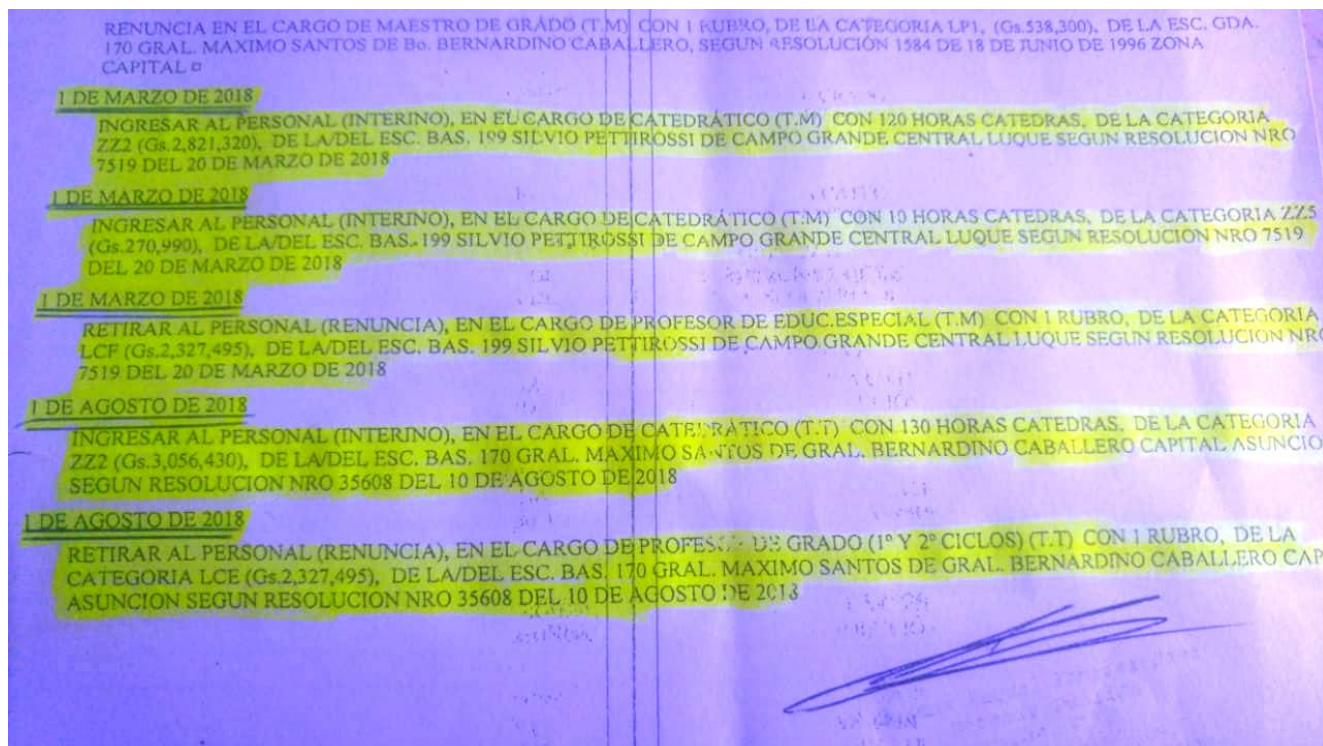 RENUNCIA EN EL CARGO DE MAESTRO DE GRADO (T.M) CON 1 RUBRO, DE LA CATEGORIA LP1, (Gs.538,300), DE LA ESC. GDA.
170 GRAL. MAXIMO SANTOS DE Bo. BERNARDINO CABALLERO, SEGUN RESOLUCIÓN 1584 DE 18 DE JUNIO DE 1996 ZONA
CAPITAL
1 DE MARZO DE 2018
INGRESAR AL PERSONAL (INTERINO), EN EL CARGO DE CATEDRÁTICO (T.M) CON 120 HORAS CATEDRAS, DE LA CATEGORIA
ZZ2 (Gs.2,821,320), DE LA/DEL ESC. BAS. 199 SILVIO PETTIROSSI DE CAMPO GRANDE CENTRAL LUQUE SEGUN RESOLUCION NRO
7519 DEL 20 DE MARZO DE 2018
1 DE MARZO DE 2018
INGRESAR AL PERSONAL (INTERINO), EN EL CARGO DE CATEDRÁTICO (T.M) CON 10 HORAS CATEDRAS, DE LA CATEGORIA ZZ5
(Gs.270,990), DE LA/DEL ESC. BAS. 199 SILVIO PETTIROSSI DE CAMPO GRANDE CENTRAL LUQUE SEGUN RESOLUCION NRO 7519
DEL 20 DE MARZO DE 2018
1 DE MARZO DE 2018
RETIRAR AL PERSONAL (RENUNCIA), EN EL CARGO DE PROFESOR DE EDUC.ESPECIAL (T.M) CON 1 RUBRO, DE LA CATEGORIA
LCF (Gs.2,327,495), DE LA/DEL ESC. BAS. 199 SILVIO PETTIROSSI DE CAMPO GRANDE CENTRAL LUQUE SEGUN RESOLUCION NRO
7519 DEL 20 DE MARZO DE 2018
1 DE AGOSTO DE 2018
INGRESAR AL PERSONAL (INTERINO), EN EL CARGO DE CATEDRÁTICO (T.T) CON 130 HORAS CATEDRAS, DE LA CATEGORIA
ZZ2 (Gs.3,056,430), DE LA/DEL ESC. BAS. 170 GRAL. MAXIMO SANTOS DE GRAL. BERNARDINO CABALLERO CAPITAL ASUNCIO
SEGUN RESOLUCION NRO 35608 DEL 10 DE AGOSTO DE 2018
1 DE AGOSTO DE 2018
RETIRAR AL PERSONAL (RENUNCIA), EN EL CARGO DE PROFESOR DE GRADO (1º Y 2º CICLOS) (T.T) CON 1 RUBRO, DE LA
CATEGORIA LCE (Gs.2,327,495), DE LA/DEL ESC. BAS. 170 GRAL. MAXIMO SANTOS DE GRAL. BERNARDINO CABALLERO CAP
ASUNCION SEGUN RESOLUCION NRO 35608 DEL 10 DE AGOSTO DE 2018